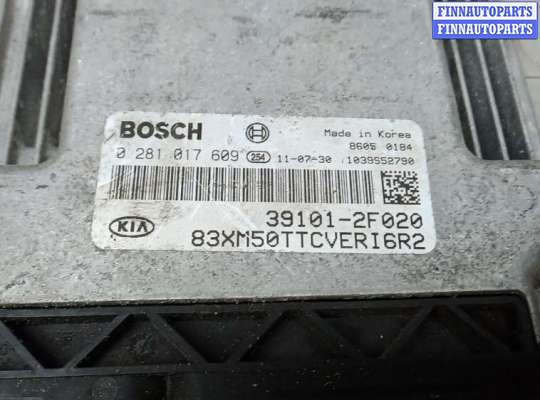 FINNAUTOPARTS
FINNAUTOPARTS
FINNAUTOPARTS
BOSCH
Made in Korea
8605 0184
0 281 017 609 254 11-07-30 :1039S52790
KIA
39101-2F020
83XM50TTCVERI6R2